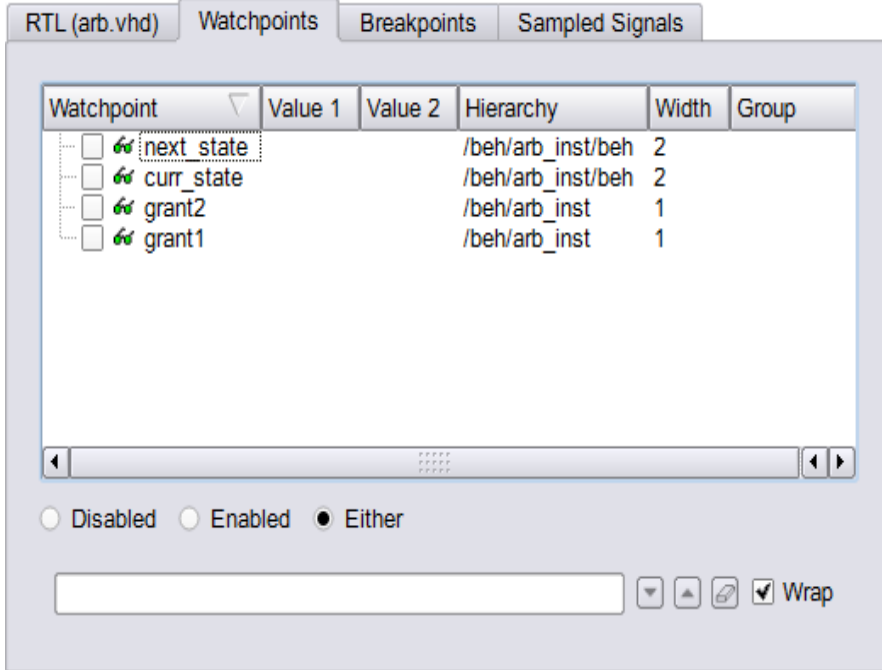 RTL (arb.vhd) Watchpoints Breakpoints Sampled Signals
Watchpoint Value 1 Value 2 Hierarchy Width Group
next_state /beh/arb_inst/beh 2
curr_state /beh/arb_inst/beh 2
grant2 /beh/arb_inst 1
grant1 /beh/arb_inst 1
Disabled Enabled Either
Wrap